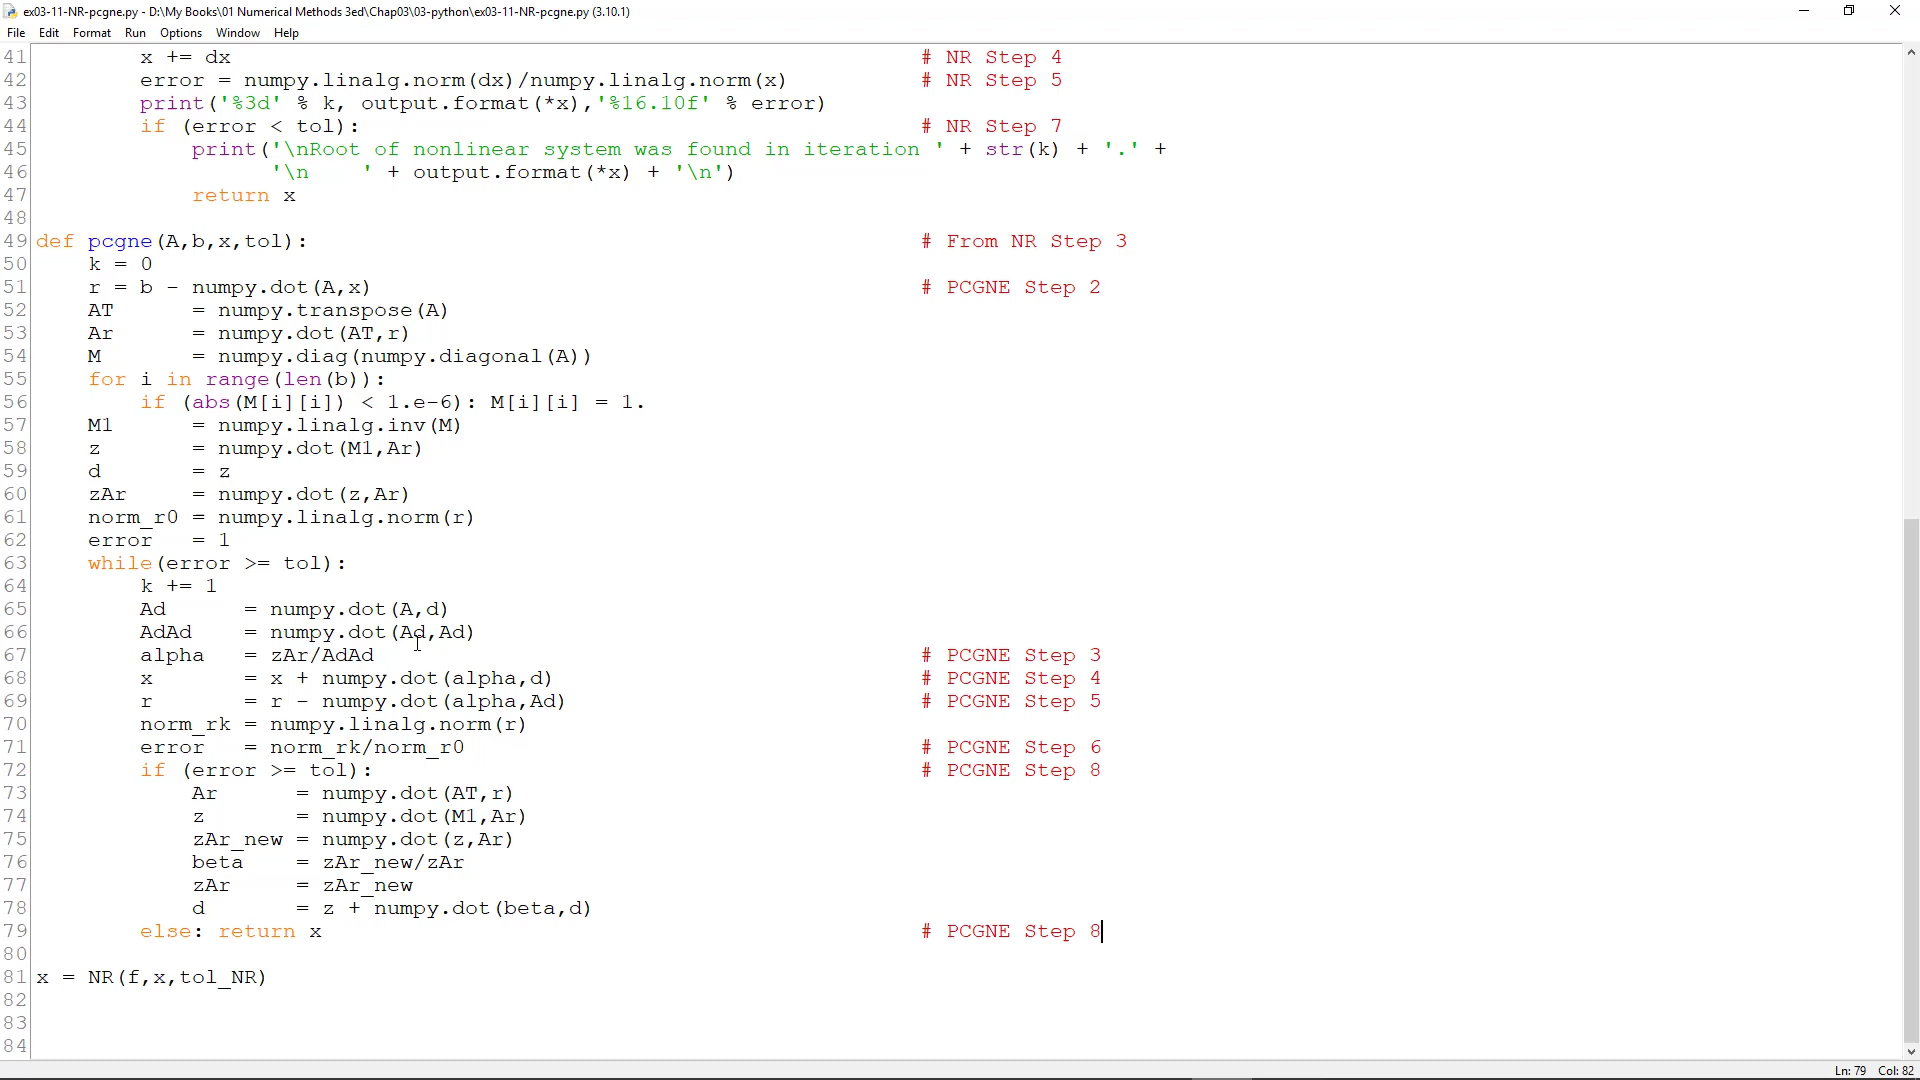 ex03-11-NR-pcgne.py - D:\My Books\01 Numerical Methods 3ed\Chap03\03-python\ex03-11-NR-pcgne.py (3.10.1)
File Edit Format Run Options Window Help
41         x += dx                                                     # NR Step 4
42         error = numpy.linalg.norm(dx)/numpy.linalg.norm(x)          # NR Step 5
43         print('%3d' % k, output.format(*x),'%16.10f' % error)
44         if (error < tol):                                           # NR Step 7
45             print('\nRoot of nonlinear system was found in iteration ' + str(k) + '.' +
46                   '\n    ' + output.format(*x) + '\n')
47             return x
48
49 def pcgne(A,b,x,tol):                                               # From NR Step 3
50     k = 0
51     r = b - numpy.dot(A,x)                                          # PCGNE Step 2
52     AT      = numpy.transpose(A)
53     Ar      = numpy.dot(AT,r)
54     M       = numpy.diag(numpy.diagonal(A))
55     for i in range(len(b)):
56         if (abs(M[i][i]) < 1.e-6): M[i][i] = 1.
57     M1      = numpy.linalg.inv(M)
58     z       = numpy.dot(M1,Ar)
59     d       = z
60     zAr     = numpy.dot(z,Ar)
61     norm_r0 = numpy.linalg.norm(r)
62     error   = 1
63     while(error >= tol):
64         k += 1
65         Ad      = numpy.dot(A,d)
66         AdAd    = numpy.dot(Ad,Ad)
67         alpha   = zAr/AdAd                                          # PCGNE Step 3
68         x       = x + numpy.dot(alpha,d)                            # PCGNE Step 4
69         r       = r - numpy.dot(alpha,Ad)                           # PCGNE Step 5
70         norm_rk = numpy.linalg.norm(r)
71         error   = norm_rk/norm_r0                                   # PCGNE Step 6
72         if (error >= tol):                                          # PCGNE Step 8
73             Ar      = numpy.dot(AT,r)
74             z       = numpy.dot(M1,Ar)
75             zAr_new = numpy.dot(z,Ar)
76             beta    = zAr_new/zAr
77             zAr     = zAr_new
78             d       = z + numpy.dot(beta,d)
79         else: return x                                              # PCGNE Step 8
80
81 x = NR(f,x,tol_NR)
82
83
84
Ln: 79 Col: 82